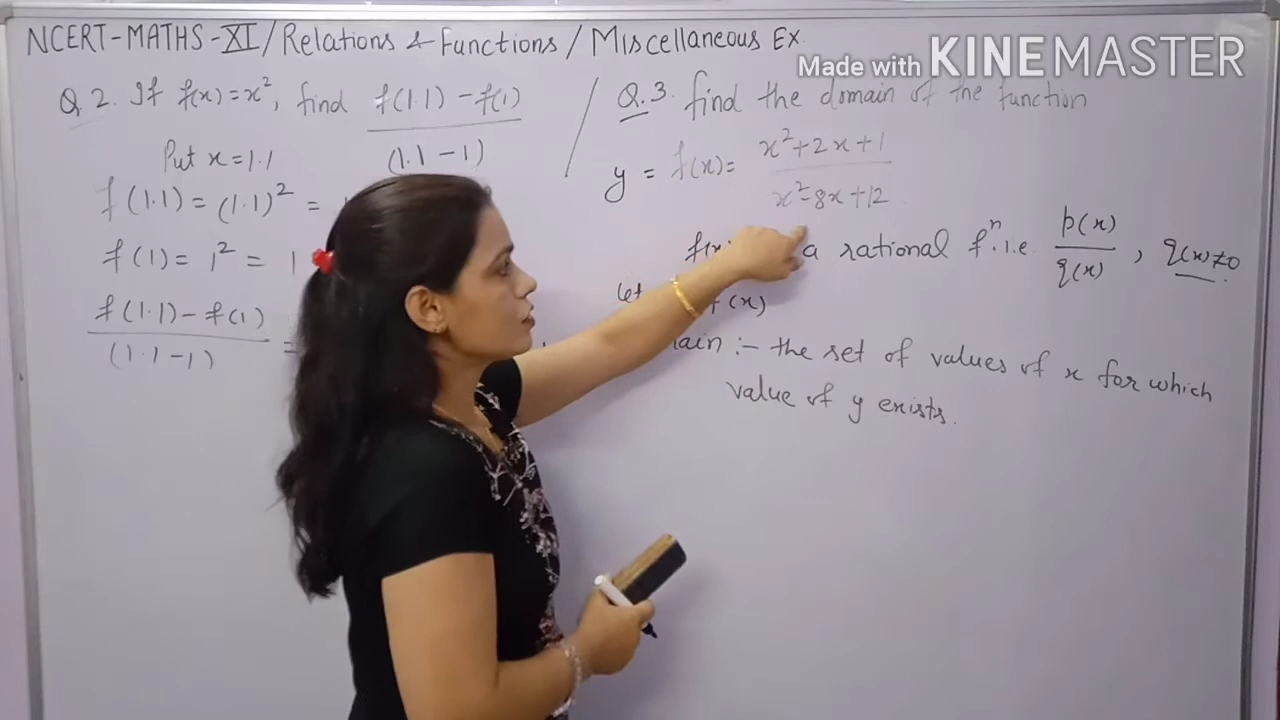 NCERT-MATHS-XI/Relations & Functions/Miscellaneous Ex.
Made with KINEMASTER
Q.2. If f(x)=x², find f(1.1)-f(1)
(1.1-1)
Put x=1.1
f(1.1)=(1.1)²=
f(1)=1²=1
f(1.1)-f(1)
(1.1-1) =
Q.3. find the domain of the function
y = f(x)= x²+2x+1
x²-8x+12
a rational fⁿ. i.e. p(x)
q(x) , q(x)≠0
let f(x)
:- the set of values of x for which
value of y exists.